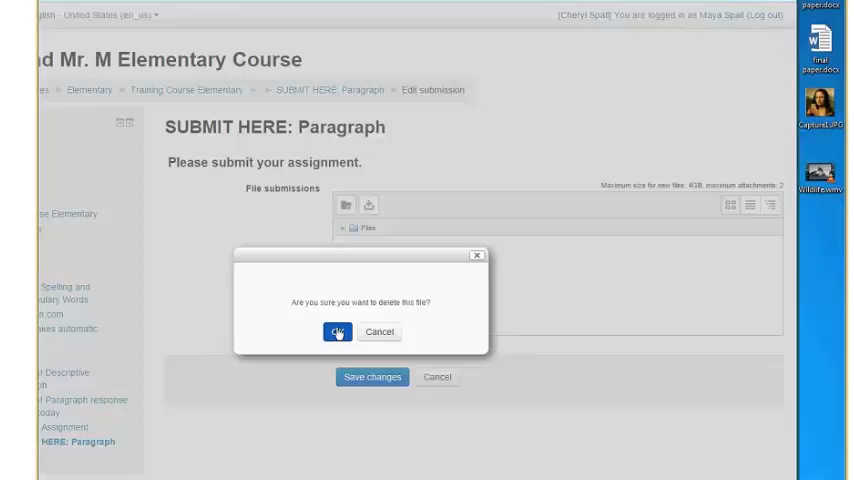 glish - United States (en_us)
[Cheryl Spall] You are logged in as Maya Spall (Log out)
nd Mr. M Elementary Course
es Elementary Training Course Elementary SUBMIT HERE: Paragraph Edit submission
SUBMIT HERE: Paragraph
Please submit your assignment.
File submissions
Maximum size for new files: 4GB, maximum attachments: 2
Files
Are you sure you want to delete this file?
Cancel
Save changes
Cancel
se Elementary
Spelling and
ulary Words
n.com
akes automatic
l Descriptive
ph
l Paragraph response
oday
Assignment
HERE: Paragraph
paper.docx
final
paper.docx
Capture1.JPG
Wildlife.wmv